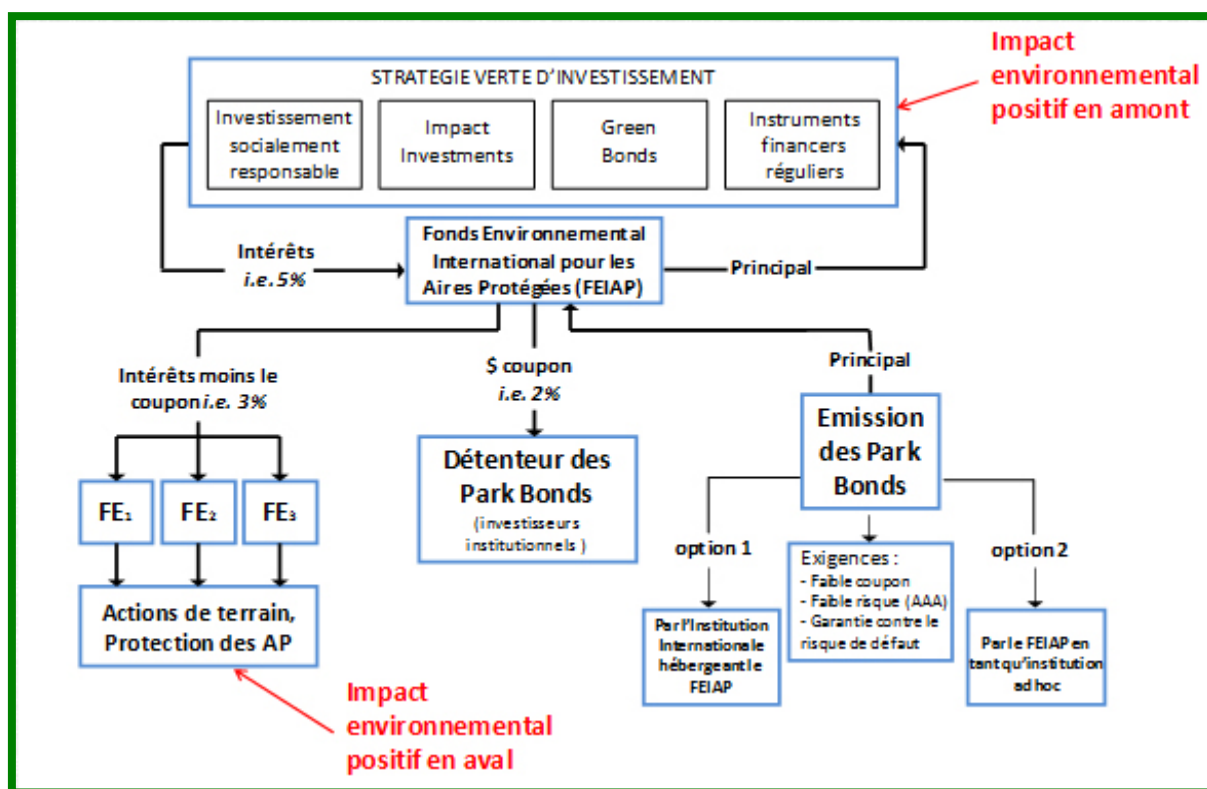 Impact
environnemental
positif en amont
STRATEGIE VERTE D'INVESTISSEMENT
Investissement
socialement
responsable
Impact
Investments
Green
Bonds
Instruments
financers
réguliers
Intérêts
i.e. 5%
Fonds Environnemental
International pour les
Aires Protégées (FEIAP)
Principal
Intérêts moins le
coupon i.e. 3%
$ coupon
i.e. 2%
Principal
Emission
des Park
Bonds
Détenteur des
Park Bonds
(investisseurs
institutionnels )
FE₁
FE₂
FE₃
option 1
Exigences :
- Faible coupon
- Faible risque (AAA)
- Garantie contre le
risque de défaut
option 2
Actions de terrain,
Protection des AP
Par l'Institution
Internationale
hébergeant le
FEIAP
Par le FEIAP en
tant qu'institution
ad hoc
Impact
environnemental
positif en aval